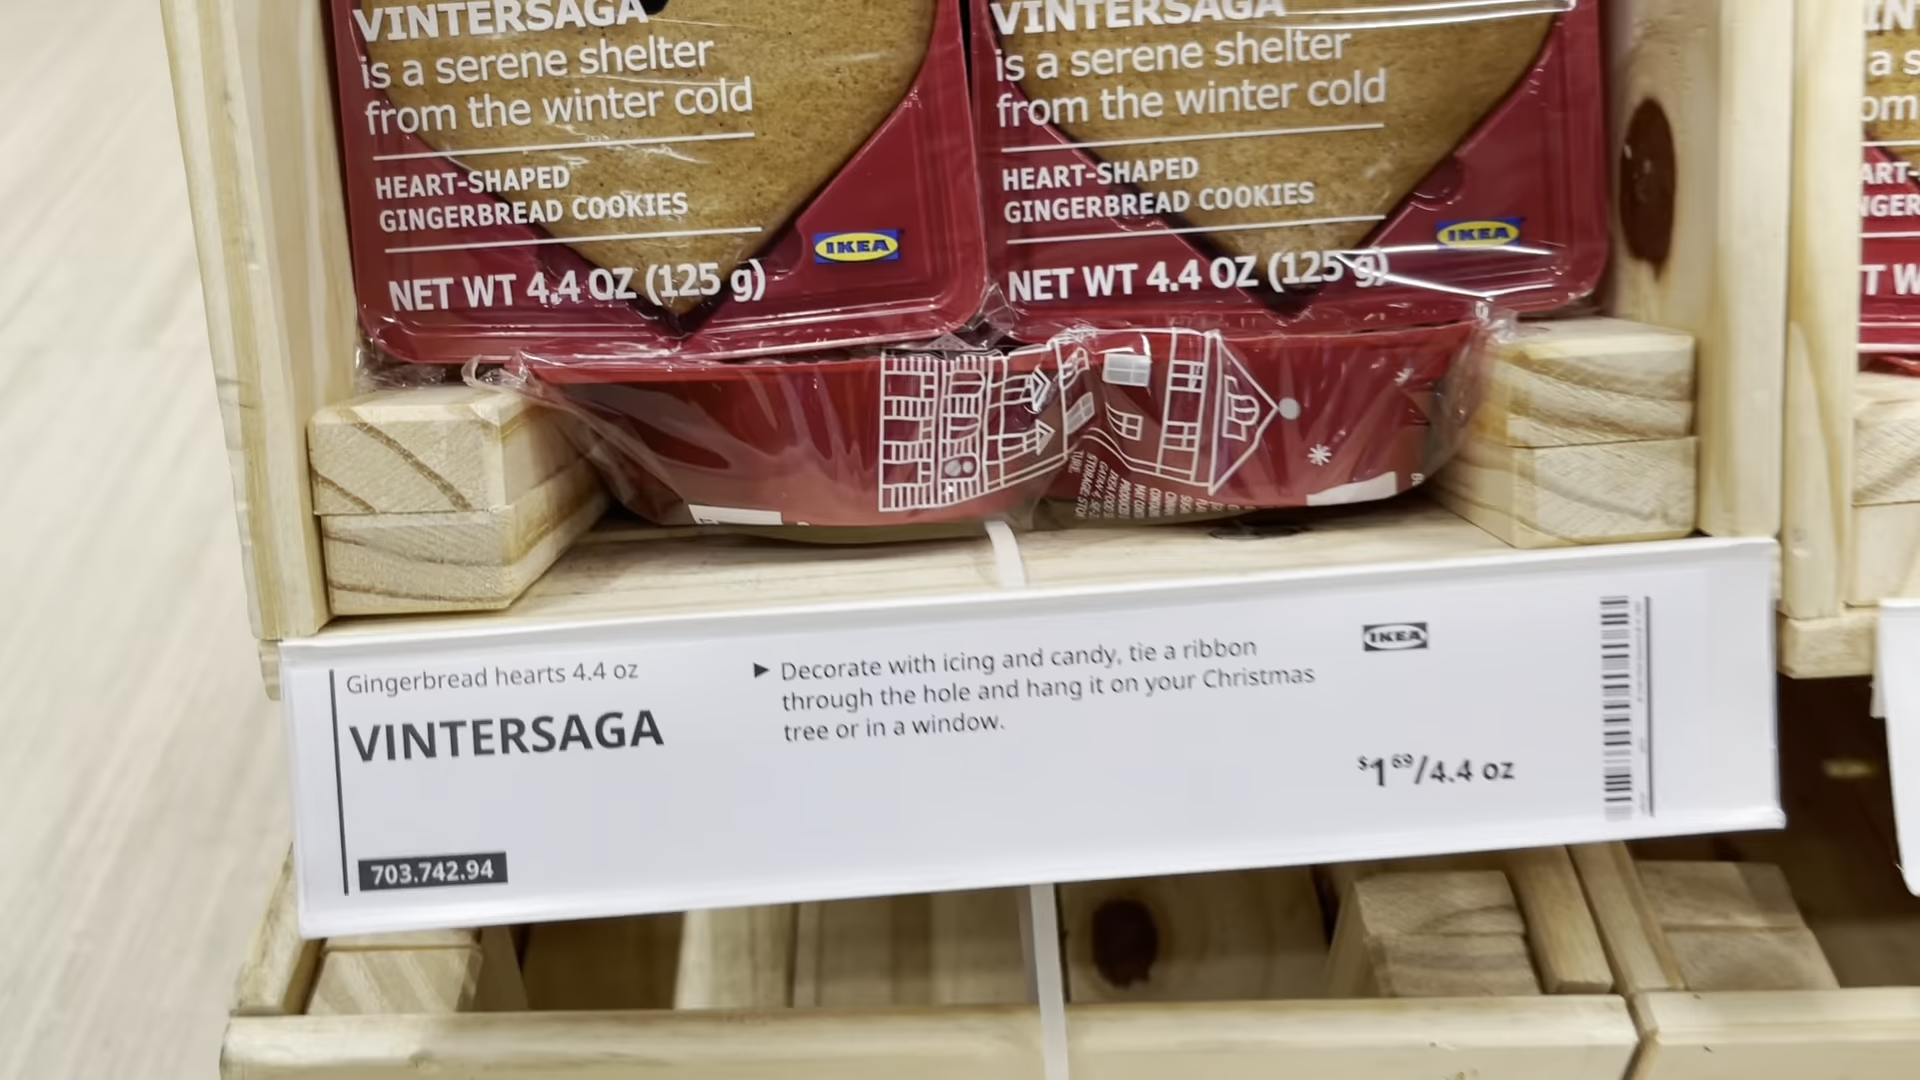 VINTERSAGA
is a serene shelter
from the winter cold
HEART-SHAPED
GINGERBREAD COOKIES
IKEA
NET WT 4.4 OZ (125 g)
VINTERSAGA
is a serene shelter
from the winter cold
HEART-SHAPED
GINGERBREAD COOKIES
IKEA
NET WT 4.4 OZ (125 g)
Gingerbread hearts 4.4 oz
VINTERSAGA
703.742.94
► Decorate with icing and candy, tie a ribbon
through the hole and hang it on your Christmas
tree or in a window.
IKEA
$1.69/4.4 oz